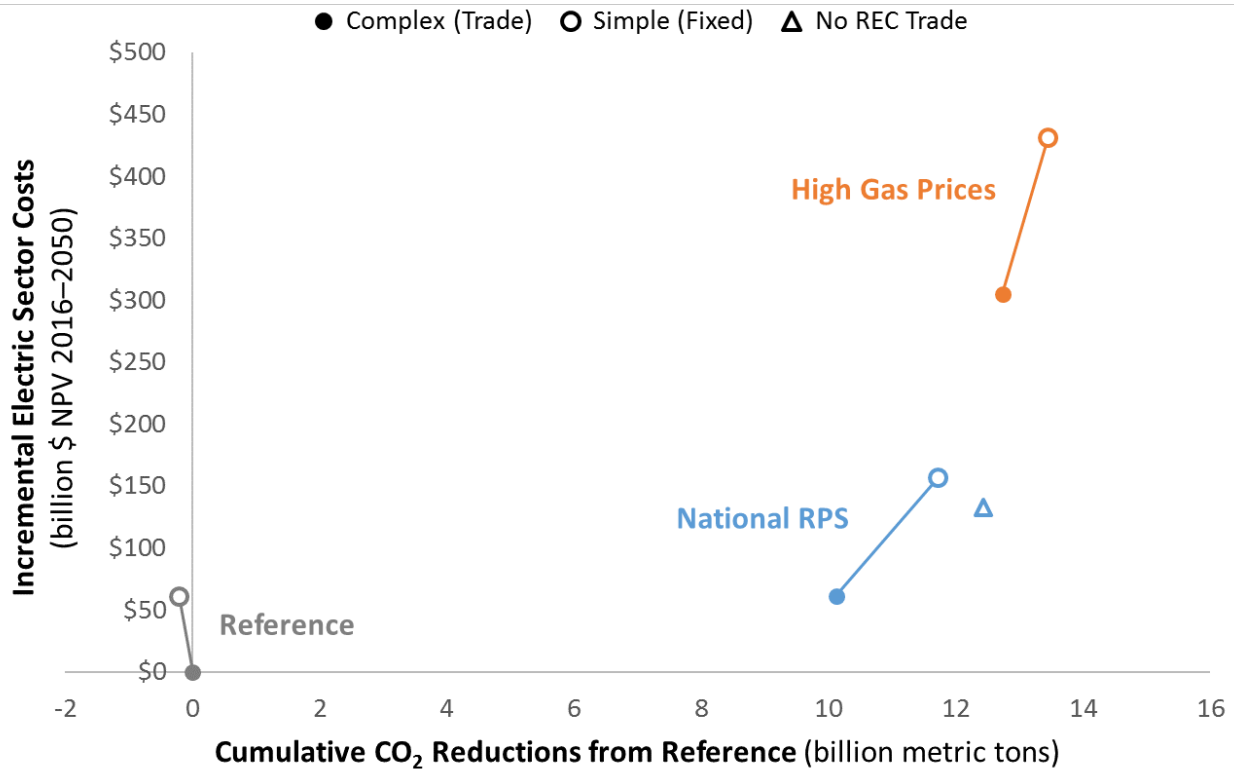 Complex (Trade) Simple (Fixed) No REC Trade
$500
$450
$400
$350
$300
$250
$200
$150
$100
$50
$0
Incremental Electric Sector Costs
(billion $ NPV 2016–2050)
High Gas Prices
National RPS
Reference
-2 0 2 4 6 8 10 12 14 16
Cumulative CO₂ Reductions from Reference (billion metric tons)